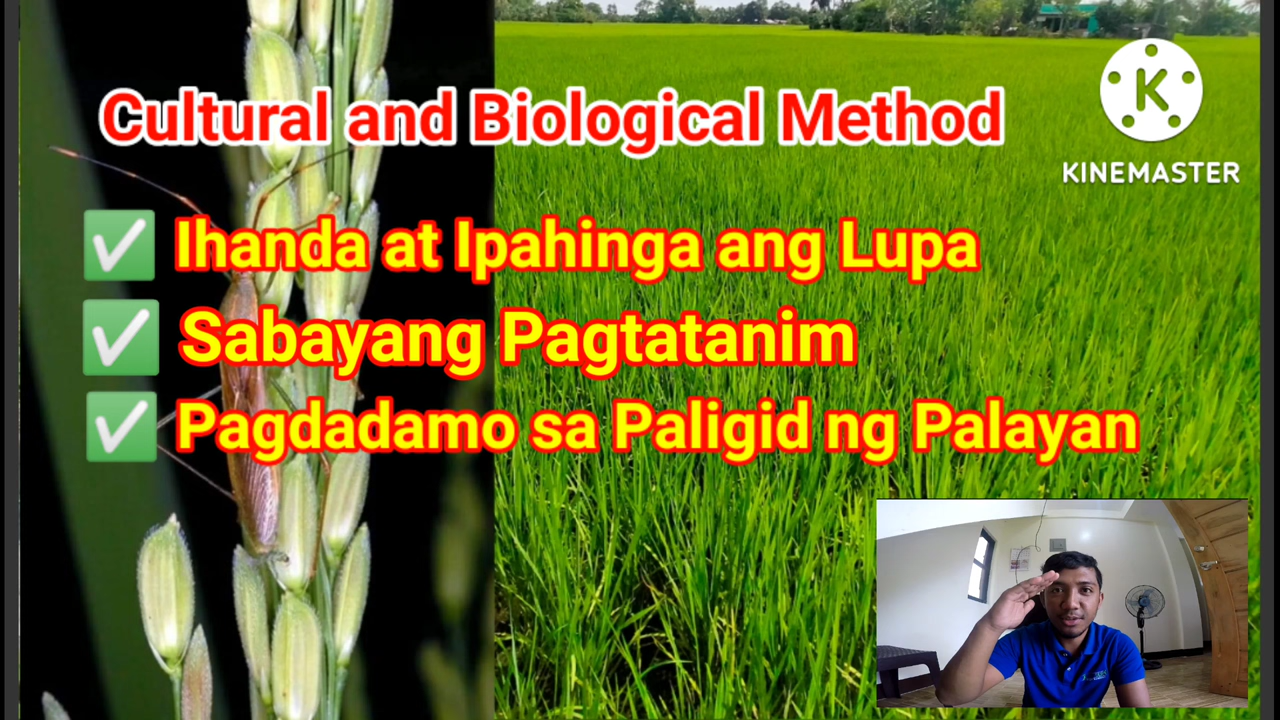 Cultural and Biological Method
KINEMASTER
✅ Ihanda at Ipahinga ang Lupa
✅ Sabayang Pagtatanim
✅ Pagdadamo sa Paligid ng Palayan